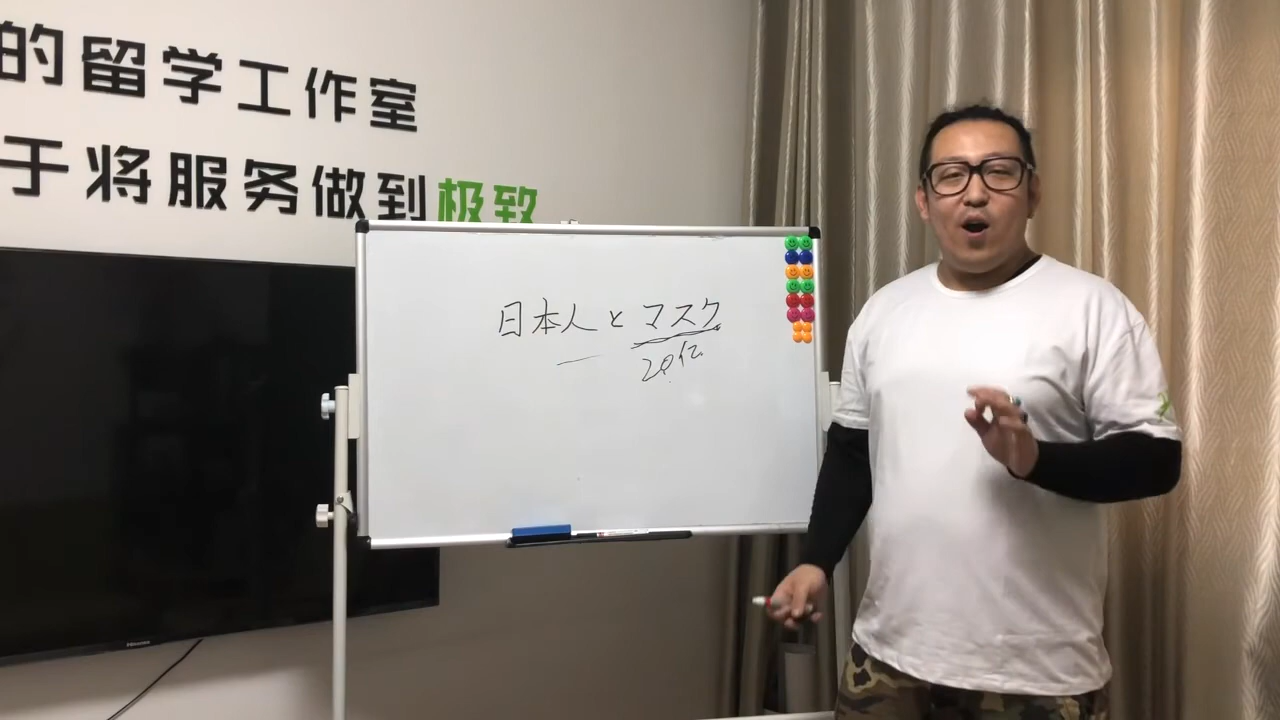 的留学工作室
于将服务做到极致
日本人とマスク
20亿
Hisense